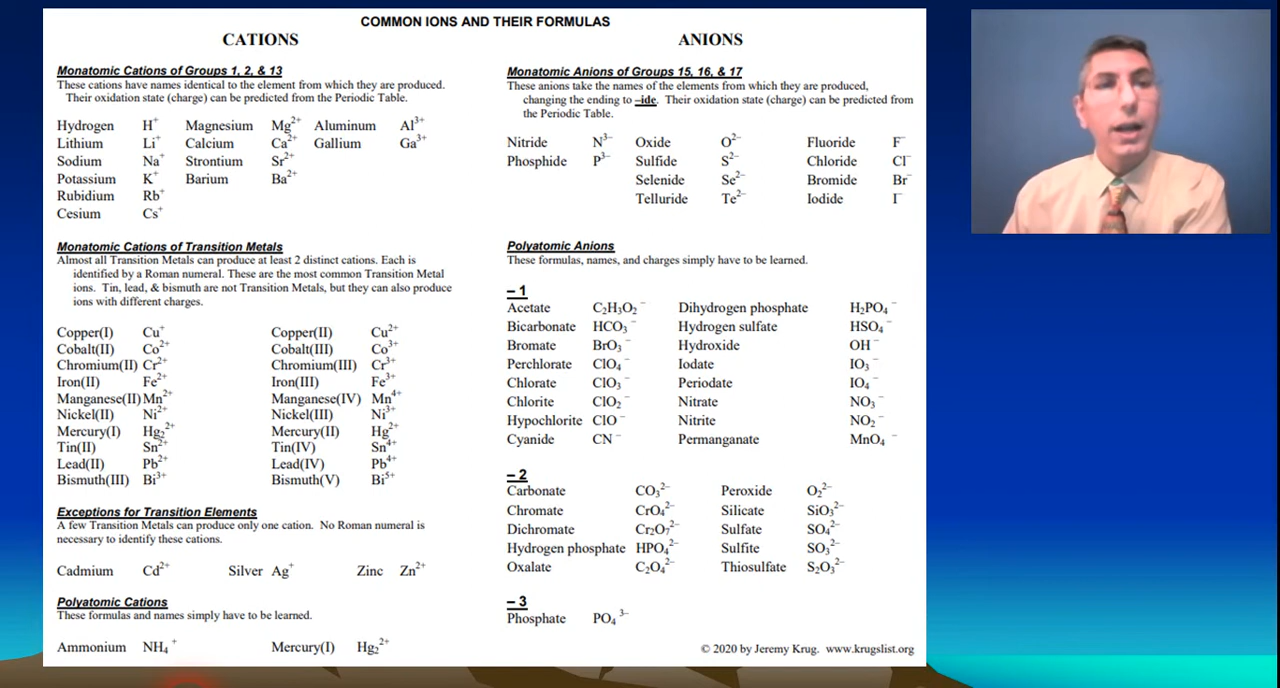 COMMON IONS AND THEIR FORMULAS
CATIONS
Monatomic Cations of Groups 1, 2, & 13
These cations have names identical to the element from which they are produced.
Their oxidation state (charge) can be predicted from the Periodic Table.
Hydrogen H⁺ Magnesium Mg²⁺ Aluminum Al³⁺
Lithium Li⁺ Calcium Ca²⁺ Gallium Ga³⁺
Sodium Na⁺ Strontium Sr²⁺
Potassium K⁺ Barium Ba²⁺
Rubidium Rb⁺
Cesium Cs⁺
Monatomic Cations of Transition Metals
Almost all Transition Metals can produce at least 2 distinct cations. Each is
identified by a Roman numeral. These are the most common Transition Metal
ions. Tin, lead, & bismuth are not Transition Metals, but they can also produce
ions with different charges.
Copper(I) Cu⁺ Copper(II) Cu²⁺
Cobalt(II) Co²⁺ Cobalt(III) Co³⁺
Chromium(II) Cr²⁺ Chromium(III) Cr³⁺
Iron(II) Fe²⁺ Iron(III) Fe³⁺
Manganese(II) Mn²⁺ Manganese(IV) Mn⁴⁺
Nickel(II) Ni²⁺ Nickel(III) Ni³⁺
Mercury(I) Hg₂²⁺ Mercury(II) Hg²⁺
Tin(II) Sn²⁺ Tin(IV) Sn⁴⁺
Lead(II) Pb²⁺ Lead(IV) Pb⁴⁺
Bismuth(III) Bi³⁺ Bismuth(V) Bi⁵⁺
Exceptions for Transition Elements
A few Transition Metals can produce only one cation. No Roman numeral is
necessary to identify these cations.
Cadmium Cd²⁺ Silver Ag⁺ Zinc Zn²⁺
Polyatomic Cations
These formulas and names simply have to be learned.
Ammonium NH₄⁺ Mercury(I) Hg₂²⁺
ANIONS
Monatomic Anions of Groups 15, 16, & 17
These anions take the names of the elements from which they are produced,
changing the ending to –ide. Their oxidation state (charge) can be predicted from
the Periodic Table.
Nitride N³⁻ Oxide O²⁻ Fluoride F⁻
Phosphide P³⁻ Sulfide S²⁻ Chloride Cl⁻
Selenide Se²⁻ Bromide Br⁻
Telluride Te²⁻ Iodide I⁻
Polyatomic Anions
These formulas, names, and charges simply have to be learned.
– 1
Acetate C₂H₃O₂⁻ Dihydrogen phosphate H₂PO₄⁻
Bicarbonate HCO₃⁻ Hydrogen sulfate HSO₄⁻
Bromate BrO₃⁻ Hydroxide OH⁻
Perchlorate ClO₄⁻ Iodate IO₃⁻
Chlorate ClO₃⁻ Periodate IO₄⁻
Chlorite ClO₂⁻ Nitrate NO₃⁻
Hypochlorite ClO⁻ Nitrite NO₂⁻
Cyanide CN⁻ Permanganate MnO₄⁻
– 2
Carbonate CO₃²⁻ Peroxide O₂²⁻
Chromate CrO₄²⁻ Silicate SiO₃²⁻
Dichromate Cr₂O₇²⁻ Sulfate SO₄²⁻
Hydrogen phosphate HPO₄²⁻ Sulfite SO₃²⁻
Oxalate C₂O₄²⁻ Thiosulfate S₂O₃²⁻
– 3
Phosphate PO₄³⁻
© 2020 by Jeremy Krug. www.krugslist.org